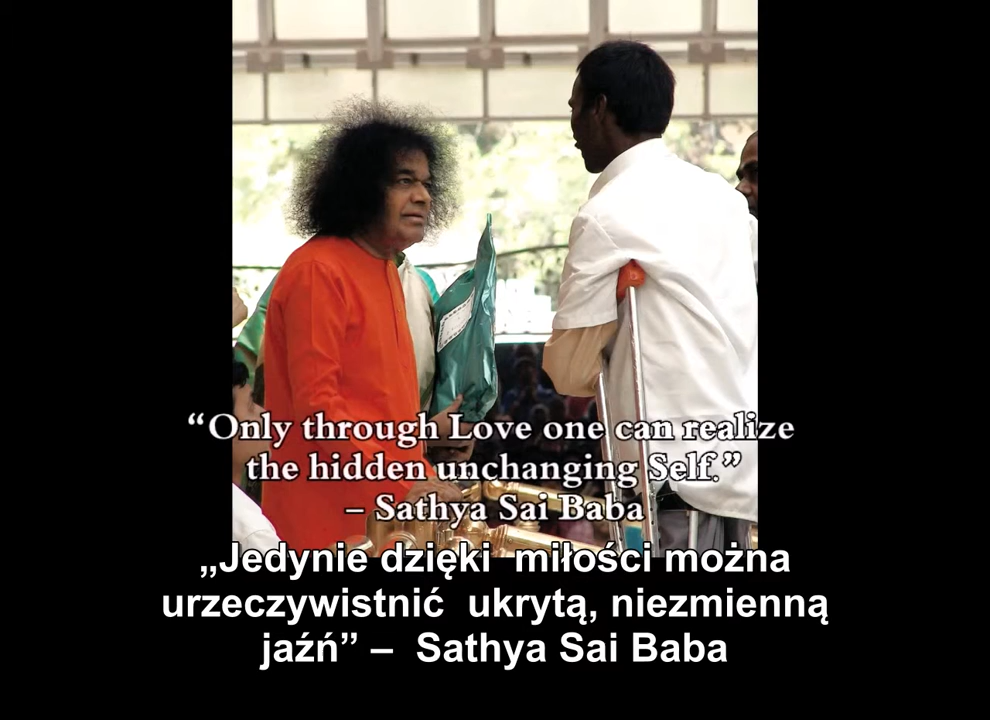 “Only through Love one can realize
the hidden unchanging Self.”
– Sathya Sai Baba
„Jedynie dzięki  miłości można
urzeczywistnić  ukrytą, niezmienną
jaźń” –  Sathya Sai Baba